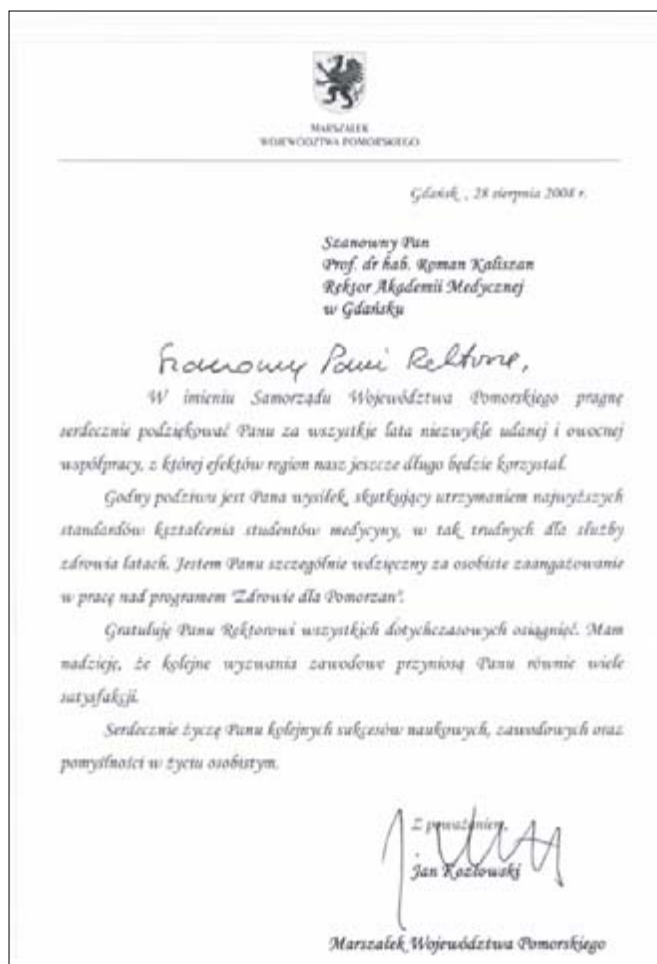 MARSZAŁEK
WOJEWÓDZTWA POMORSKIEGO
Gdańsk , 28 sierpnia 2008 r.
Szanowny Pan
Prof. dr hab. Roman Kaliszan
Rektor Akademii Medycznej
w Gdańsku
Szanowny Panie Rektorze,
W imieniu Samorządu Województwa Pomorskiego pragnę
serdecznie podziękować Panu za wszystkie lata niezwykle udanej i owocnej
współpracy, z której efektów region nasz jeszcze długo będzie korzystał.
Godny podziwu jest Pana wysiłek, skutkujący utrzymaniem najwyższych
standardów kształcenia studentów medycyny, w tak trudnych dla służby
zdrowia latach. Jestem Panu szczególnie wdzięczny za osobiste zaangażowanie
w pracę nad programem "Zdrowie dla Pomorzan".
Gratuluję Panu Rektorowi wszystkich dotychczasowych osiągnięć. Mam
nadzieję, że kolejne wyzwania zawodowe przyniosą Panu równie wiele
satysfakcji.
Serdecznie życzę Panu kolejnych sukcesów naukowych, zawodowych oraz
pomyślności w życiu osobistym.
Z poważaniem,
Jan Kozłowski
Marszałek Województwa Pomorskiego